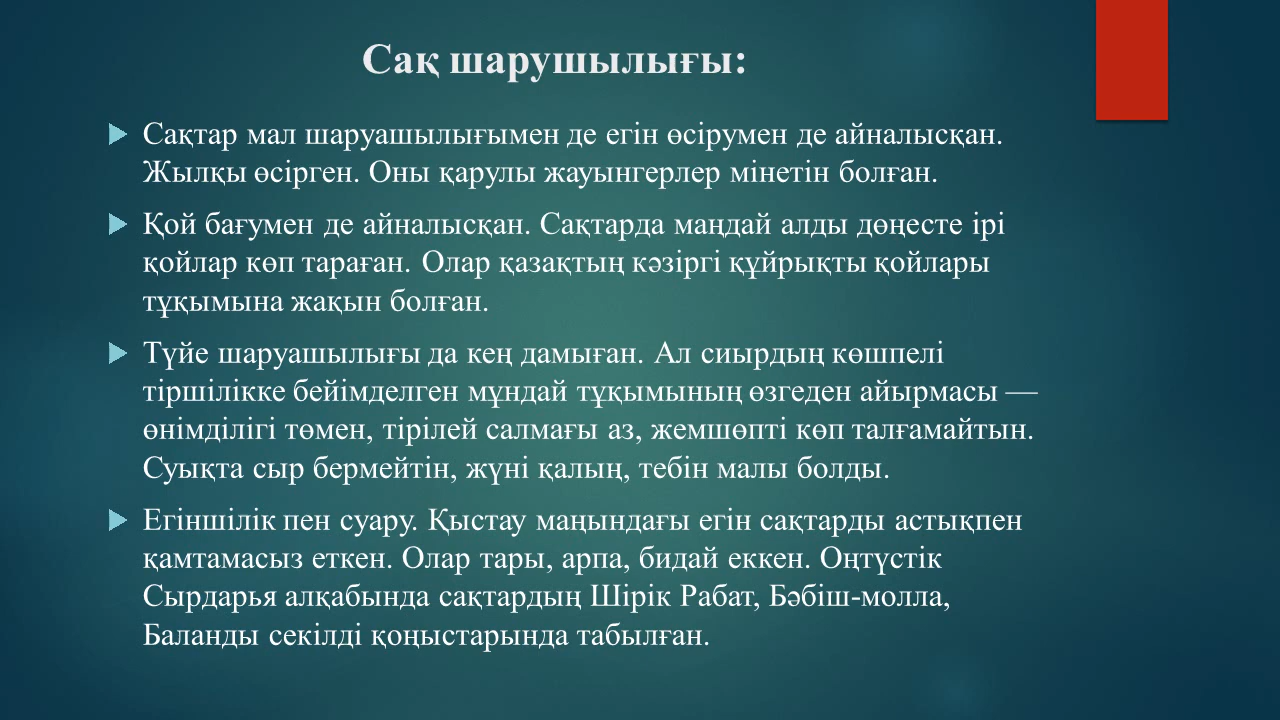 Сақ шарушылығы:
Сақтар мал шаруашылығымен де егін өсірумен де айналысқан.
Жылқы өсірген. Оны қарулы жауынгерлер мінетін болған.
Қой бағумен де айналысқан. Сақтарда маңдай алды дөңесте ірі
қойлар көп тараған. Олар қазақтың кәзіргі құйрықты қойлары
тұқымына жақын болған.
Түйе шаруашылығы да кең дамыған. Ал сиырдың көшпелі
тіршілікке бейімделген мұндай тұқымының өзгеден айырмасы —
өнімділігі төмен, тірілей салмағы аз, жемшөпті көп талғамайтын.
Суықта сыр бермейтін, жүні қалың, тебін малы болды.
Егіншілік пен суару. Қыстау маңындағы егін сақтарды астықпен
қамтамасыз еткен. Олар тары, арпа, бидай еккен. Оңтүстік
Сырдарья алқабында сақтардың Шірік Рабат, Бәбіш-молла,
Баланды секілді қоңыстарында табылған.